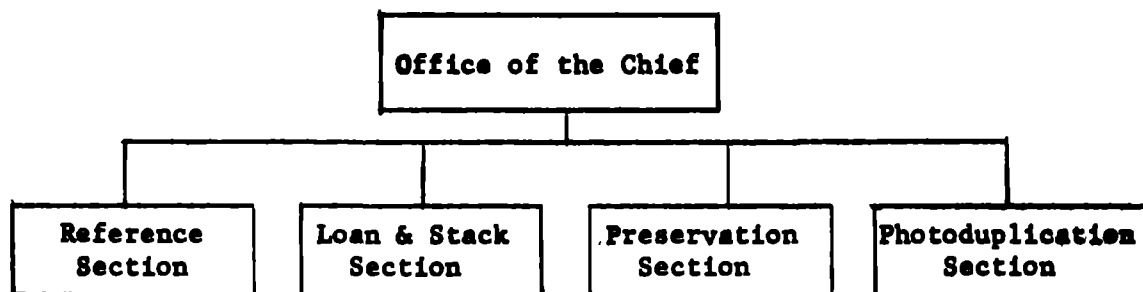 Office of the Chief
Reference
Section
Loan & Stack
Section
Preservation
Section
Photoduplication
Section